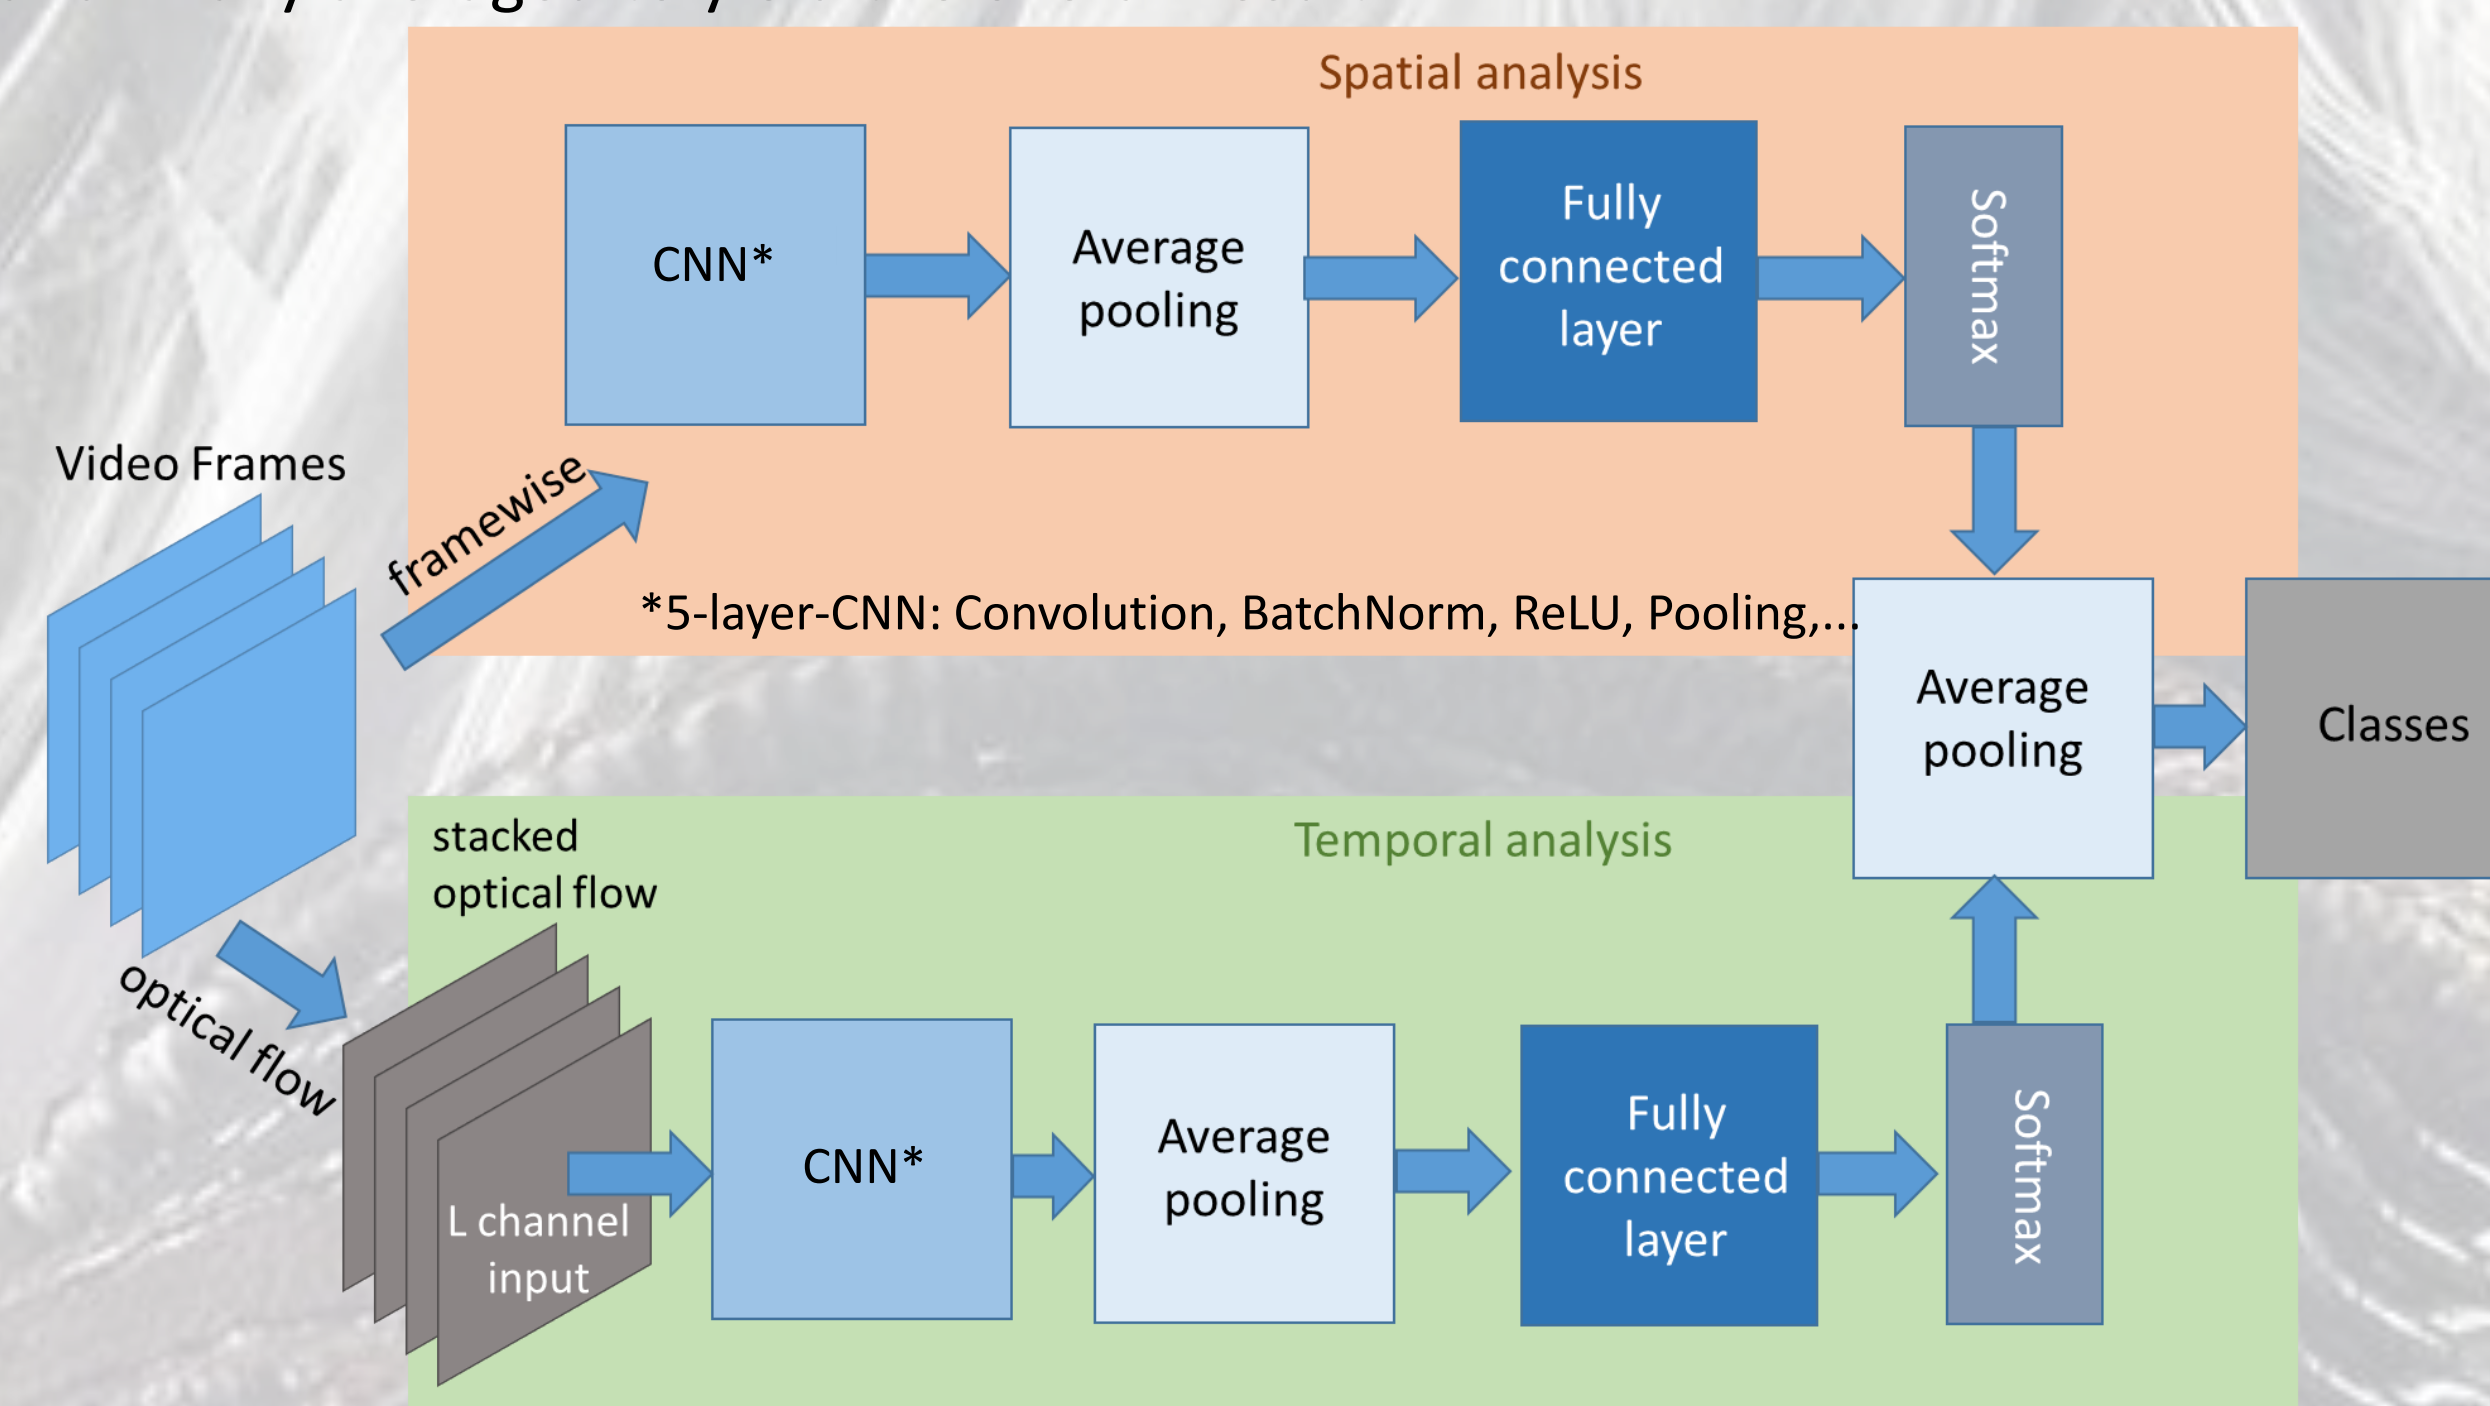 Spatial analysis
CNN*
Average
pooling
Fully
connected
layer
Softmax
Video Frames
framewise
*5-layer-CNN: Convolution, BatchNorm, ReLU, Pooling,...
Average
pooling
Classes
stacked
optical flow
Temporal analysis
optical flow
L channel
input
CNN*
Average
pooling
Fully
connected
layer
Softmax